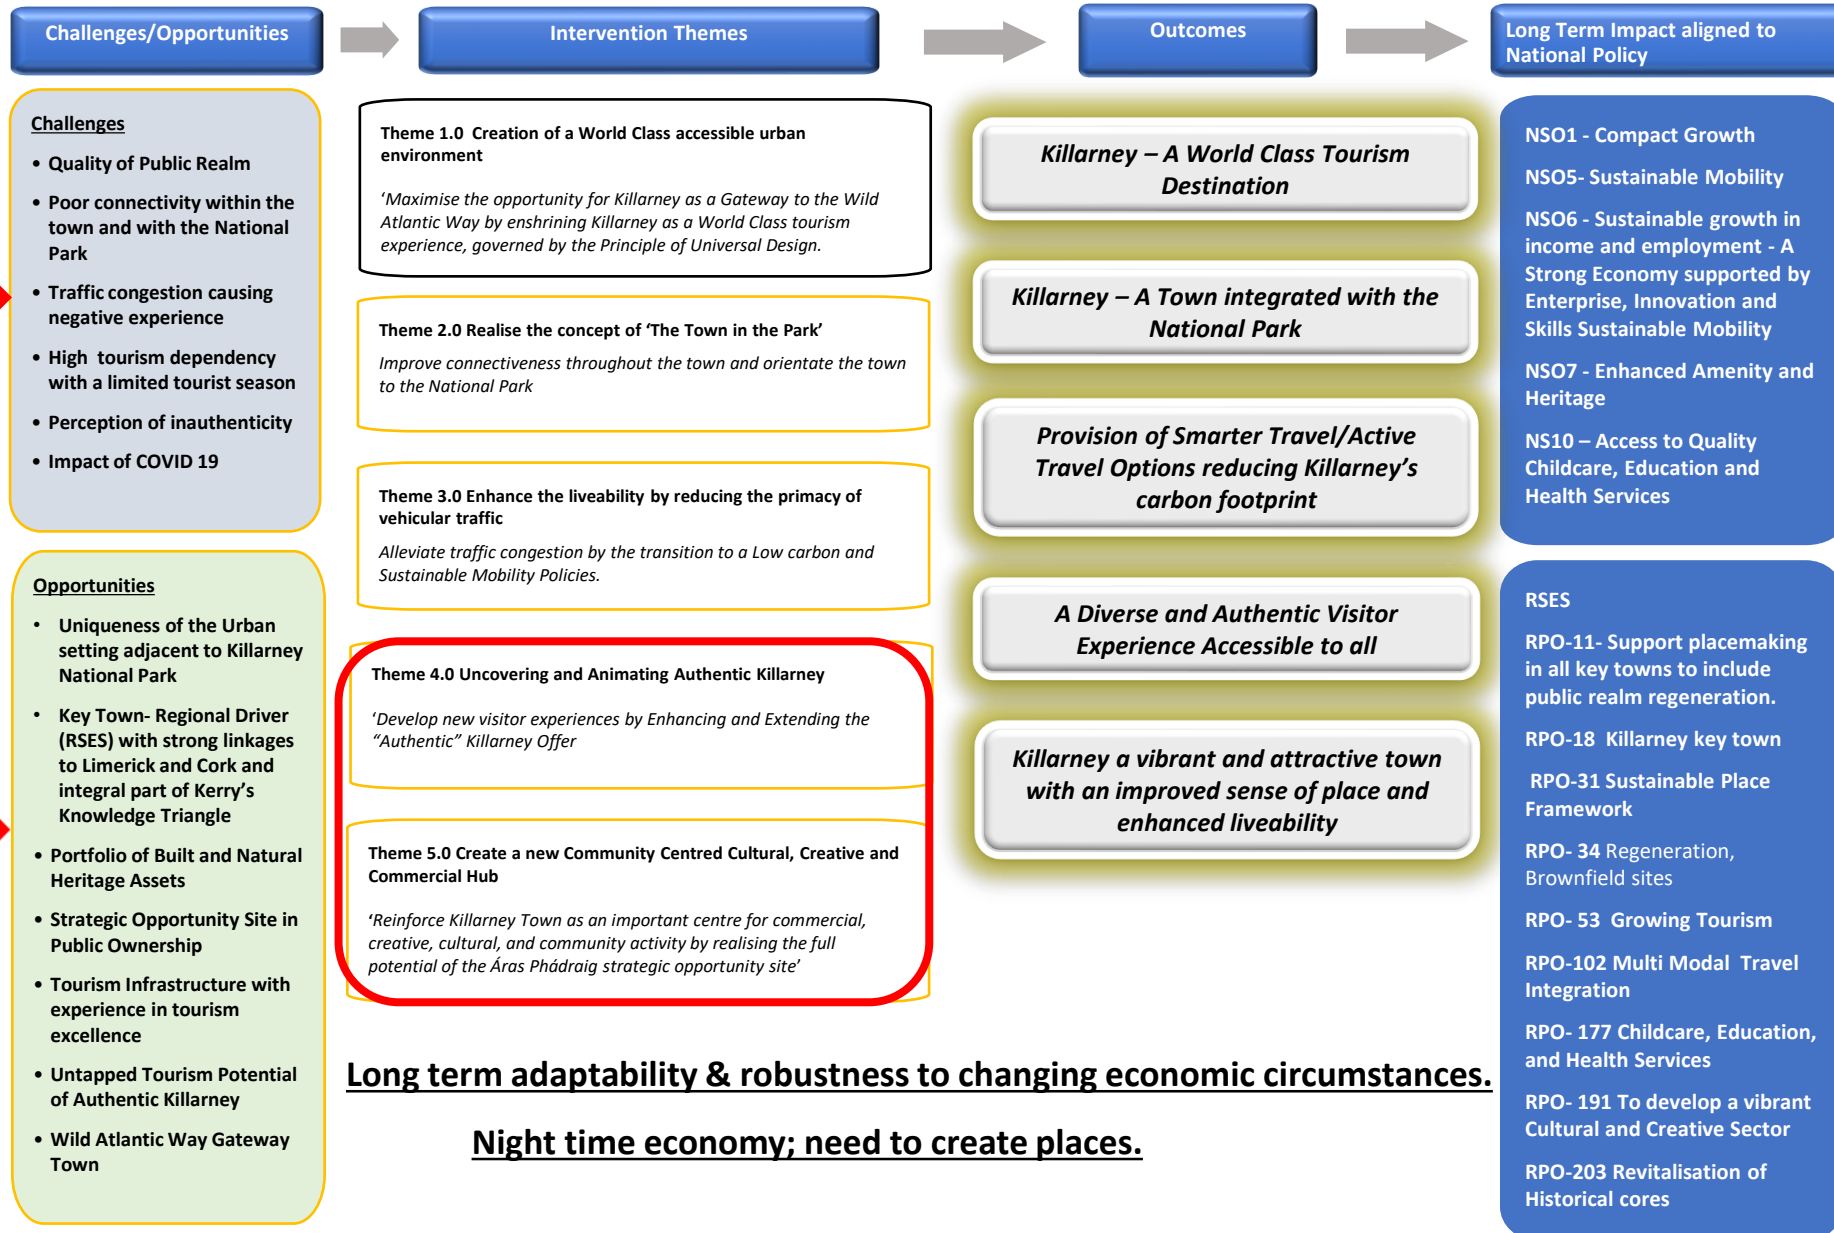 Challenges/Opportunities
Intervention Themes
Outcomes
Long Term Impact aligned to
National Policy
Challenges
• Quality of Public Realm
• Poor connectivity within the
town and with the National
Park
• Traffic congestion causing
negative experience
• High tourism dependency
with a limited tourist season
• Perception of inauthenticity
• Impact of COVID 19
Opportunities
• Uniqueness of the Urban
setting adjacent to Killarney
National Park
• Key Town- Regional Driver
(RSES) with strong linkages
to Limerick and Cork and
integral part of Kerry’s
Knowledge Triangle
• Portfolio of Built and Natural
Heritage Assets
• Strategic Opportunity Site in
Public Ownership
• Tourism Infrastructure with
experience in tourism
excellence
• Untapped Tourism Potential
of Authentic Killarney
• Wild Atlantic Way Gateway
Town
Theme 1.0 Creation of a World Class accessible urban
environment
‘Maximise the opportunity for Killarney as a Gateway to the Wild
Atlantic Way by enshrining Killarney as a World Class tourism
experience, governed by the Principle of Universal Design.
Theme 2.0 Realise the concept of ‘The Town in the Park’
Improve connectiveness throughout the town and orientate the town
to the National Park
Theme 3.0 Enhance the liveability by reducing the primacy of
vehicular traffic
Alleviate traffic congestion by the transition to a Low carbon and
Sustainable Mobility Policies.
Theme 4.0 Uncovering and Animating Authentic Killarney
‘Develop new visitor experiences by Enhancing and Extending the
“Authentic” Killarney Offer
Theme 5.0 Create a new Community Centred Cultural, Creative and
Commercial Hub
‘Reinforce Killarney Town as an important centre for commercial,
creative, cultural, and community activity by realising the full
potential of the Áras Phádraig strategic opportunity site’
Killarney – A World Class Tourism
Destination
Killarney – A Town integrated with the
National Park
Provision of Smarter Travel/Active
Travel Options reducing Killarney’s
carbon footprint
A Diverse and Authentic Visitor
Experience Accessible to all
Killarney a vibrant and attractive town
with an improved sense of place and
enhanced liveability
NSO1 - Compact Growth
NSO5- Sustainable Mobility
NSO6 - Sustainable growth in
income and employment - A
Strong Economy supported by
Enterprise, Innovation and
Skills Sustainable Mobility
NSO7 - Enhanced Amenity and
Heritage
NS10 – Access to Quality
Childcare, Education and
Health Services
RSES
RPO-11- Support placemaking
in all key towns to include
public realm regeneration.
RPO-18 Killarney key town
RPO-31 Sustainable Place
Framework
RPO- 34 Regeneration,
Brownfield sites
RPO- 53 Growing Tourism
RPO-102 Multi Modal Travel
Integration
RPO- 177 Childcare, Education,
and Health Services
RPO- 191 To develop a vibrant
Cultural and Creative Sector
RPO-203 Revitalisation of
Historical cores
Long term adaptability & robustness to changing economic circumstances.
Night time economy; need to create places.